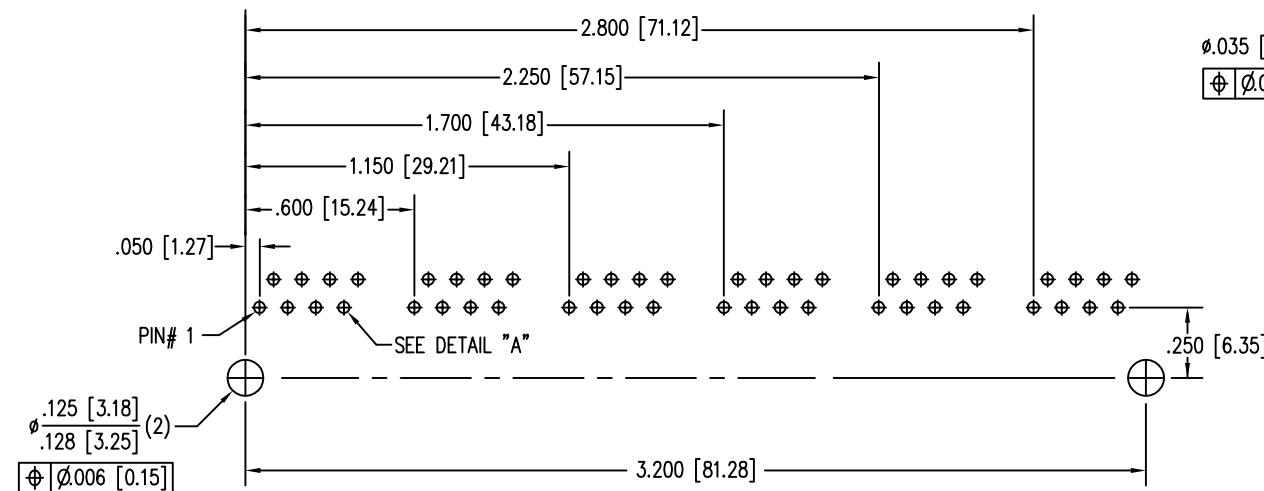 2.800 [71.12]
ø.035 [
2.250 [57.15]
⌖ Ø.0
1.700 [43.18]
1.150 [29.21]
.600 [15.24]
.050 [1.27]
PIN# 1
SEE DETAIL "A"
.250 [6.35]
ø .125 [3.18]
.128 [3.25] (2)
⌖ Ø.006 [0.15]
3.200 [81.28]